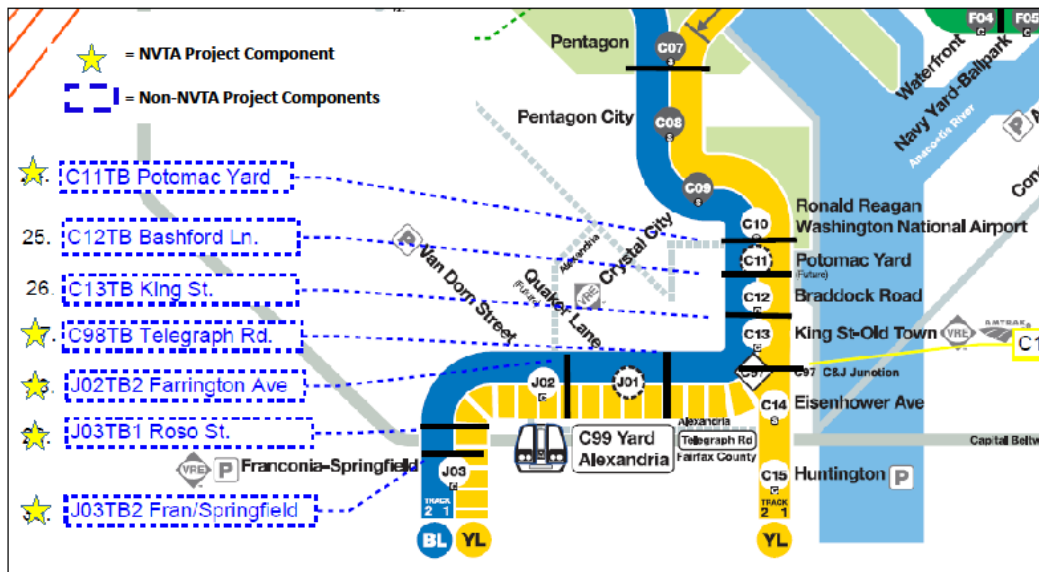 = NVTA Project Component
= Non-NVTA Project Components
C11TB Potomac Yard
25. C12TB Bashford Ln.
26. C13TB King St.
7. C98TB Telegraph Rd.
J02TB2 Farrington Ave
J03TB1 Roso St.
J03TB2 Fran/Springfield
Pentagon
C07
S
Pentagon City
C08
S
C09
S
Crystal City
VRE
C10
Ronald Reagan
Washington National Airport
C11
Potomac Yard
(Future)
C12
Braddock Road
C13
King St-Old Town
VRE
AMTRAK
C1
C97
C97 C&J Junction
C14
S
Eisenhower Ave
Capital Beltw
C15
Huntington
P
TRACK
2 1
YL
Alexandria
Quaker Lane
(Future)
P
Van Dorn Street
J02
J01
C99 Yard
Alexandria
Alexandria
Telegraph Rd
Fairfax County
VRE
P
Franconia-Springfield
J03
TRACK
2 1
BL
YL
F04
F05
Waterfront
Navy Yard-Ballpark
Anacostia River
P
A
Con